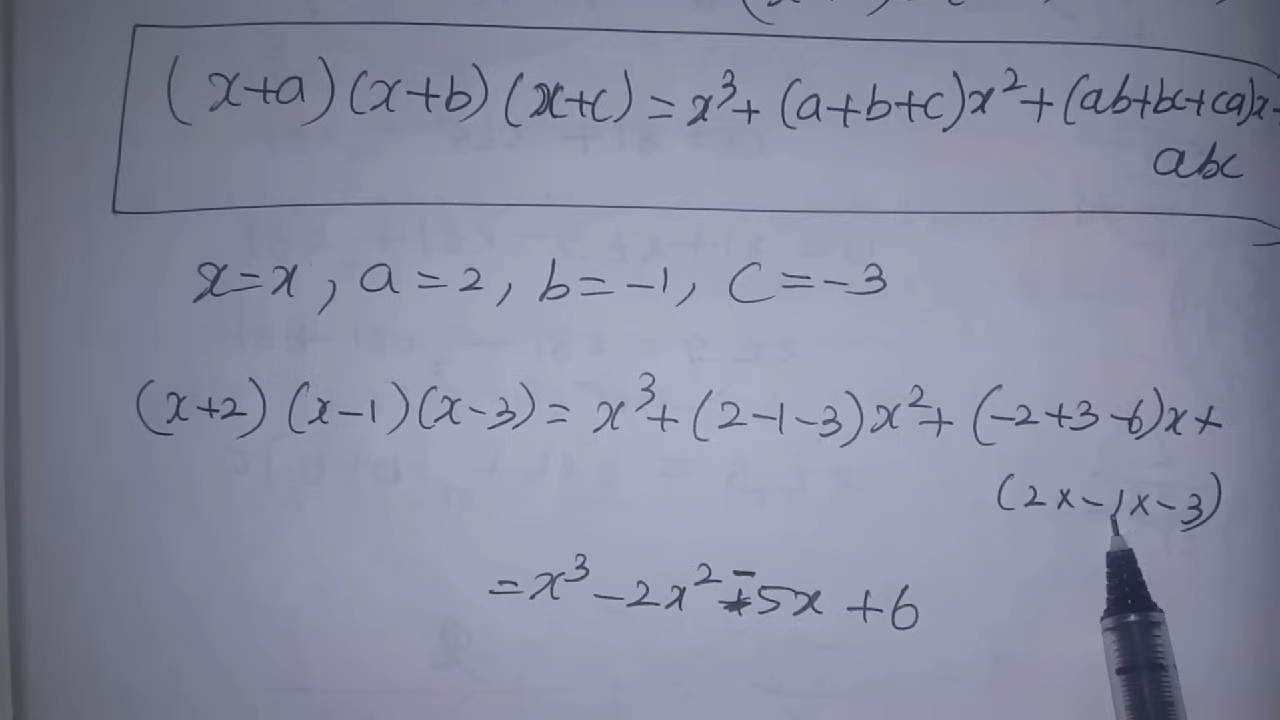 (x+a)(x+b)(x+c)=x³+(a+b+c)x²+(ab+bc+ca)x+
abc
x=x, a=2, b=-1, c=-3
(x+2)(x-1)(x-3)=x³+(2-1-3)x²+(-2+3-6)x+
(2x-1x-3)
=x³-2x²-5x+6